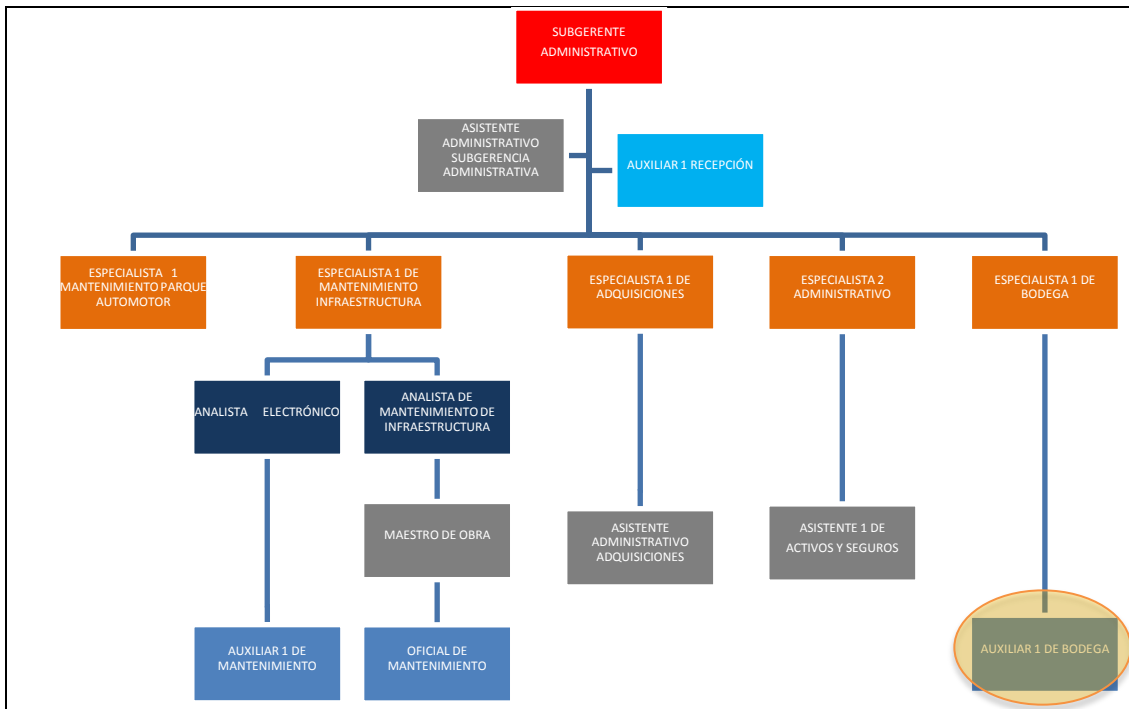 SUBGERENTE
ADMINISTRATIVO
ASISTENTE
ADMINISTRATIVO
SUBGERENCIA
ADMINISTRATIVA
AUXILIAR 1 RECEPCIÓN
ESPECIALISTA 1
MANTENIMIENTO PARQUE
AUTOMOTOR
ESPECIALISTA 1 DE
MANTENIMIENTO
INFRAESTRUCTURA
ESPECIALISTA 1 DE
ADQUISICIONES
ESPECIALISTA 2
ADMINISTRATIVO
ESPECIALISTA 1 DE
BODEGA
ANALISTA ELECTRÓNICO
ANALISTA DE
MANTENIMIENTO DE
INFRAESTRUCTURA
MAESTRO DE OBRA
ASISTENTE
ADMINISTRATIVO
ADQUISICIONES
ASISTENTE 1 DE
ACTIVOS Y SEGUROS
AUXILIAR 1 DE
MANTENIMIENTO
OFICIAL DE
MANTENIMIENTO
AUXILIAR 1 DE BODEGA